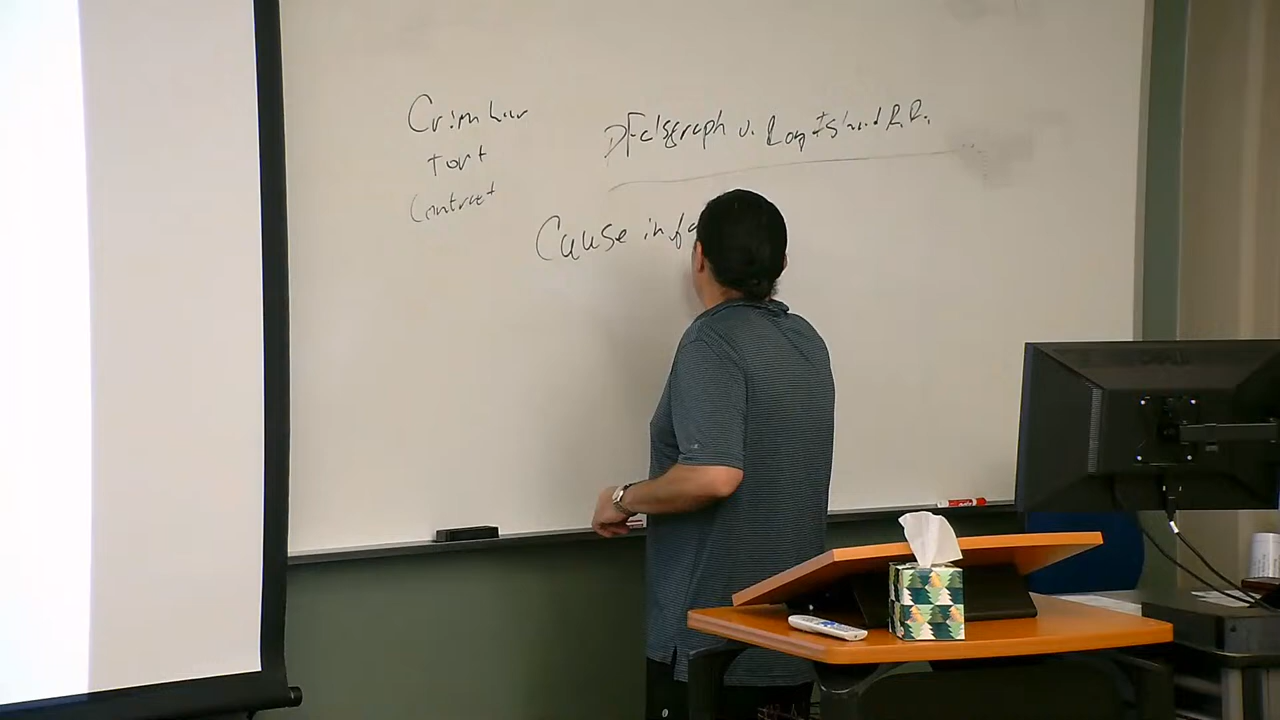 Crim Law
Tort
Contract
Palsgraph v. Long Island R.R.
Cause in fa